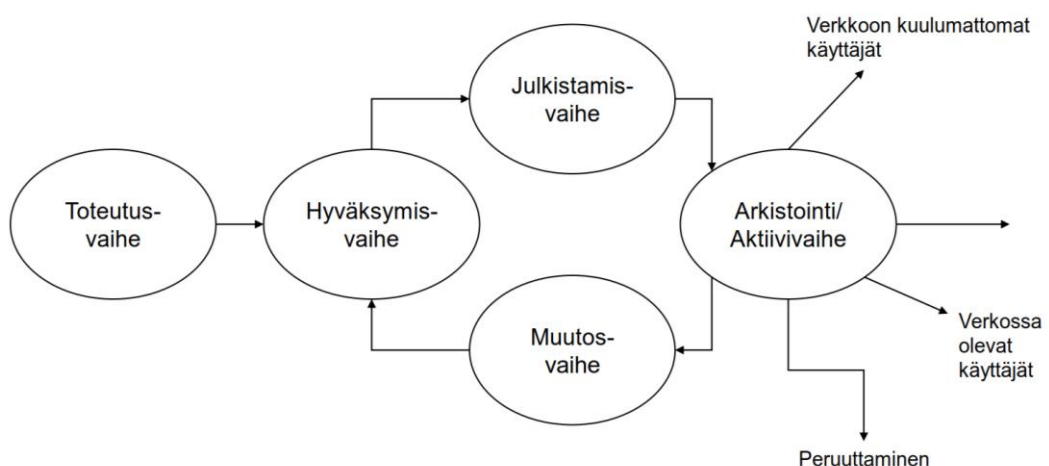 Verkkoon kuulumattomat
käyttäjät
Julkistamis-
vaihe
Toteutus-
vaihe
Hyväksymis-
vaihe
Arkistointi/
Aktiivivaihe
Muutos-
vaihe
Verkossa
olevat
käyttäjät
Peruuttaminen